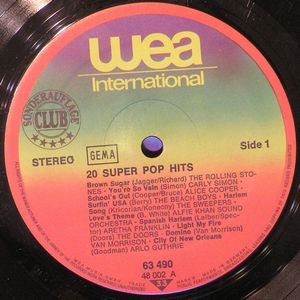 wea
International
SONDERAUFLAGE
CLUB
STEREO
GEMA
Side 1
20 SUPER POP HITS
Brown Sugar (Jagger/Richard) THE ROLLING STO-
NES - You're So Vain (Simon) CARLY SIMON -
School's Out (Cooper/Bruce) ALICE COOPER -
Surfin' USA (Berry) THE BEACH BOYS - Harlem
Song (Khorian/Konecny) THE SWEEPERS -
Love's Theme (B. White) ALFIE KHAN SOUND
ORCHESTRA - Spanish Harlem (Leiber/Spec-
tor) ARETHA FRANKLIN - Light My Fire
(Doors) THE DOORS - Domino (Van Morrison)
VAN MORRISON - City Of New Orleans
(Goodman) ARLO GUTHRIE
63 490
48 002 A
33